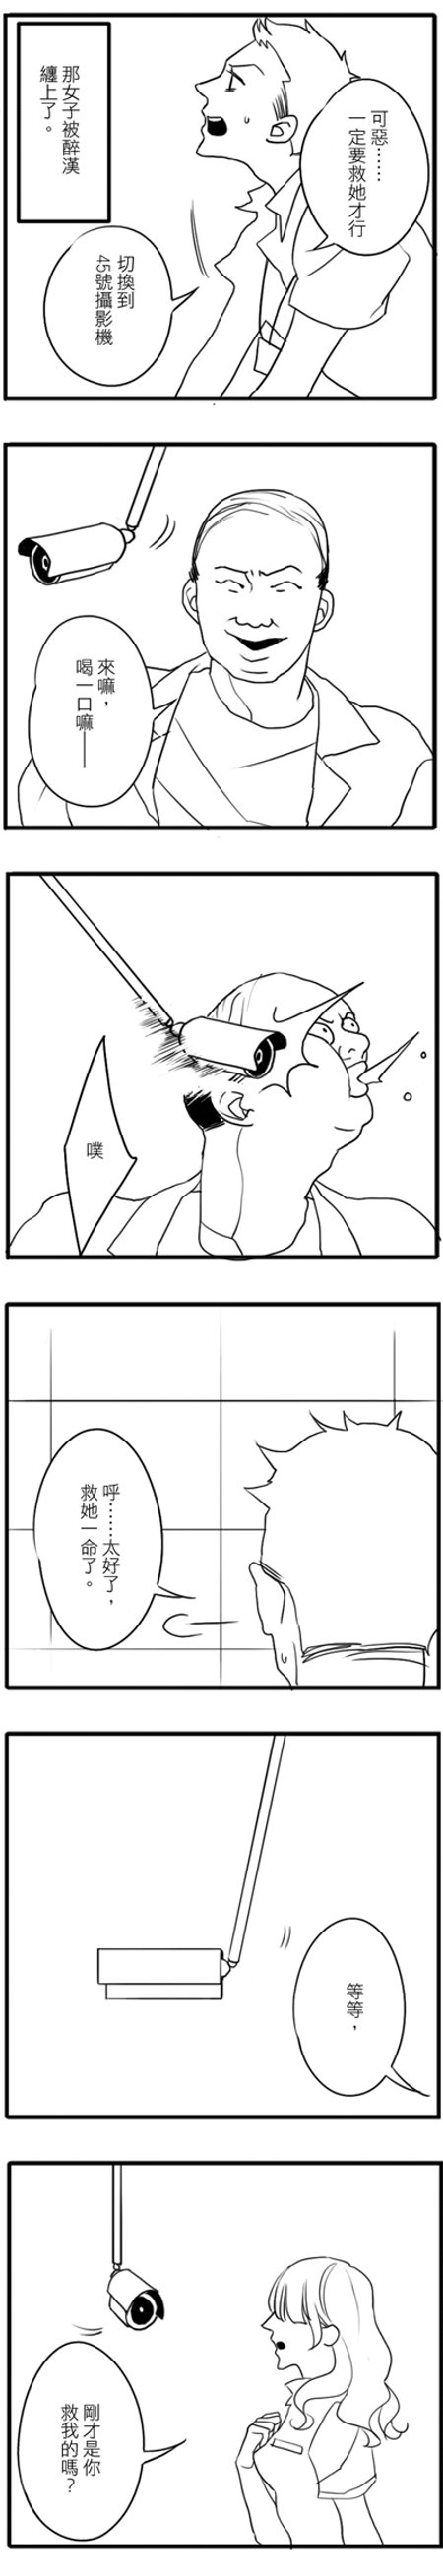 那女子被醉漢
纏上了。
可惡……
一定要救她才行
切換到
45號攝影機
來嘛，
喝一口嘛——
噗
呼……太好了，
救她一命了。
等等，
剛才是你
救我的嗎？